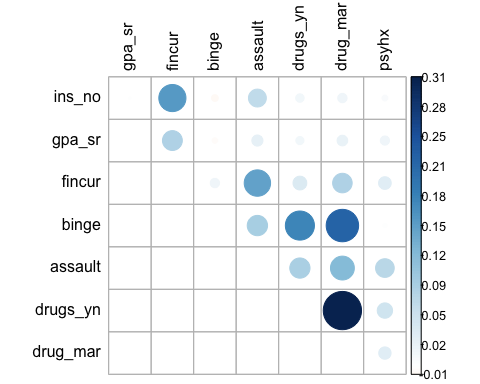 gpa_sr
fincur
binge
assault
drugs_yn
drug_mar
psyhx
ins_no
gpa_sr
fincur
binge
assault
drugs_yn
drug_mar
0.31
0.28
0.25
0.21
0.18
0.15
0.12
0.09
0.05
0.02
-0.01